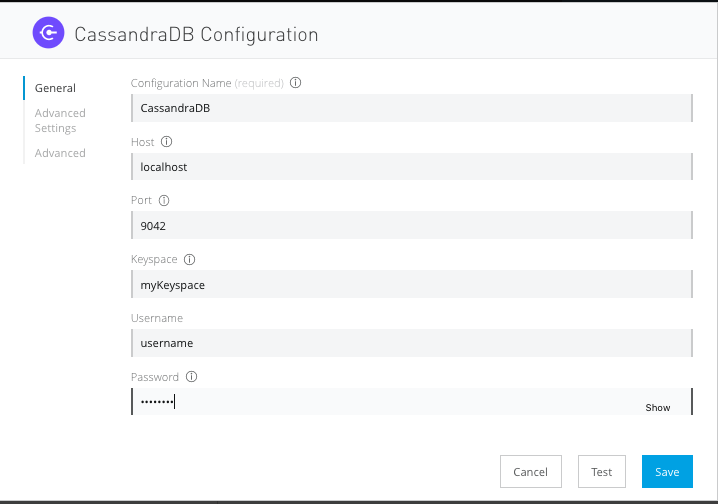 CassandraDB Configuration
General
Advanced
Settings
Advanced
Configuration Name (required)
CassandraDB
Host
localhost
Port
9042
Keyspace
myKeyspace
Username
username
Password
••••••••
Show
Cancel
Test
Save